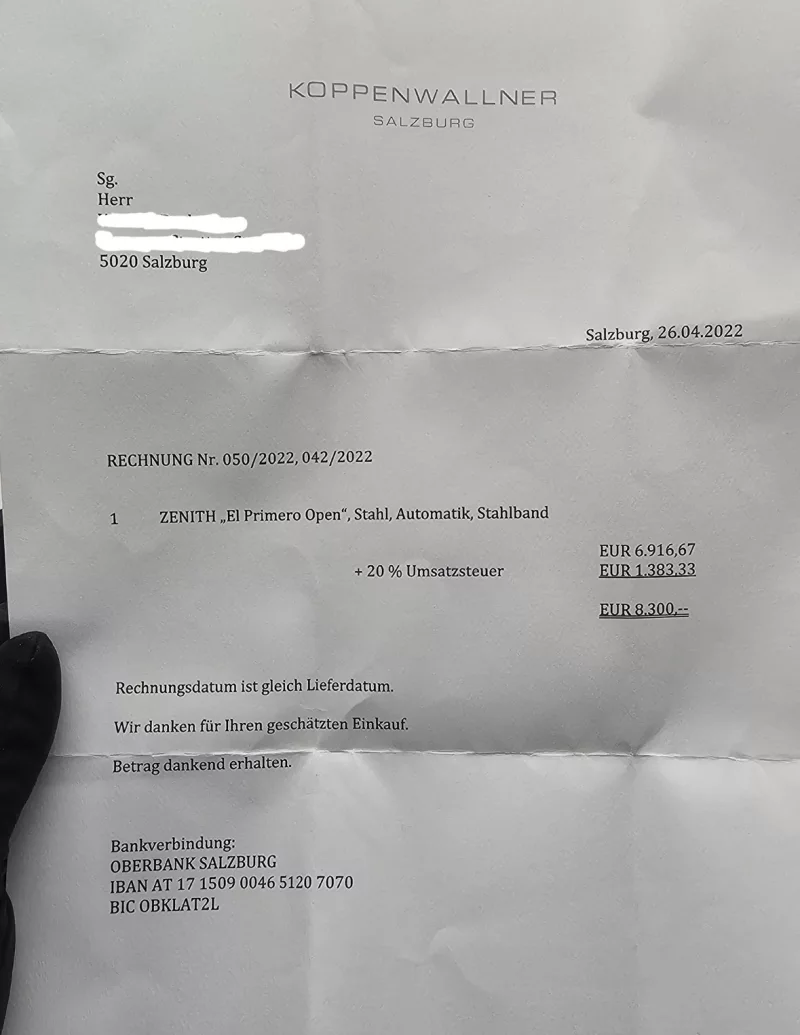 KOPPENWALLNER
SALZBURG
Sg.
Herr
5020 Salzburg
Salzburg, 26.04.2022
RECHNUNG Nr. 050/2022, 042/2022
1 ZENITH „El Primero Open“, Stahl, Automatik, Stahlband
EUR 6.916,67
+ 20 % Umsatzsteuer EUR 1.383,33
EUR 8.300,--
Rechnungsdatum ist gleich Lieferdatum.
Wir danken für Ihren geschätzten Einkauf.
Betrag dankend erhalten.
Bankverbindung:
OBERBANK SALZBURG
IBAN AT 17 1509 0046 5120 7070
BIC OBKLAT2L